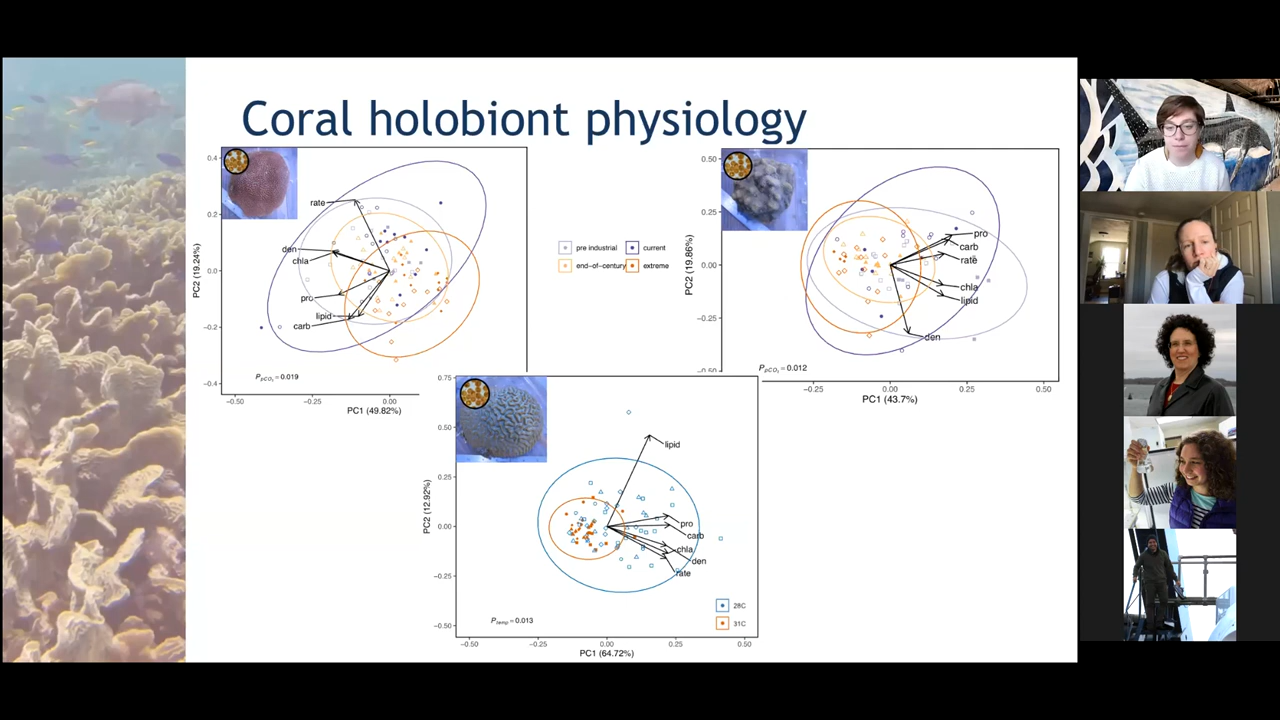 Coral holobiont physiology
0.4
0.2
0.0
−0.2
−0.4
PC2 (19.24%)
rate
den
chla
pro
lipid
carb
P pCO₂ = 0.019
−0.50
−0.25
0.00
PC1 (49.82%)
pre industrial
current
end−of−century
extreme
0.50
0.25
0.00
−0.25
−0.50
PC2 (19.86%)
pro
carb
rate
chla
lipid
den
P pCO₂ = 0.012
−0.25
0.00
0.25
0.50
PC1 (43.7%)
0.75
0.50
0.25
0.00
−0.25
−0.50
PC2 (12.92%)
lipid
pro
carb
chla
den
rate
28C
31C
P temp = 0.013
−0.50
−0.25
0.00
0.25
0.50
PC1 (64.72%)